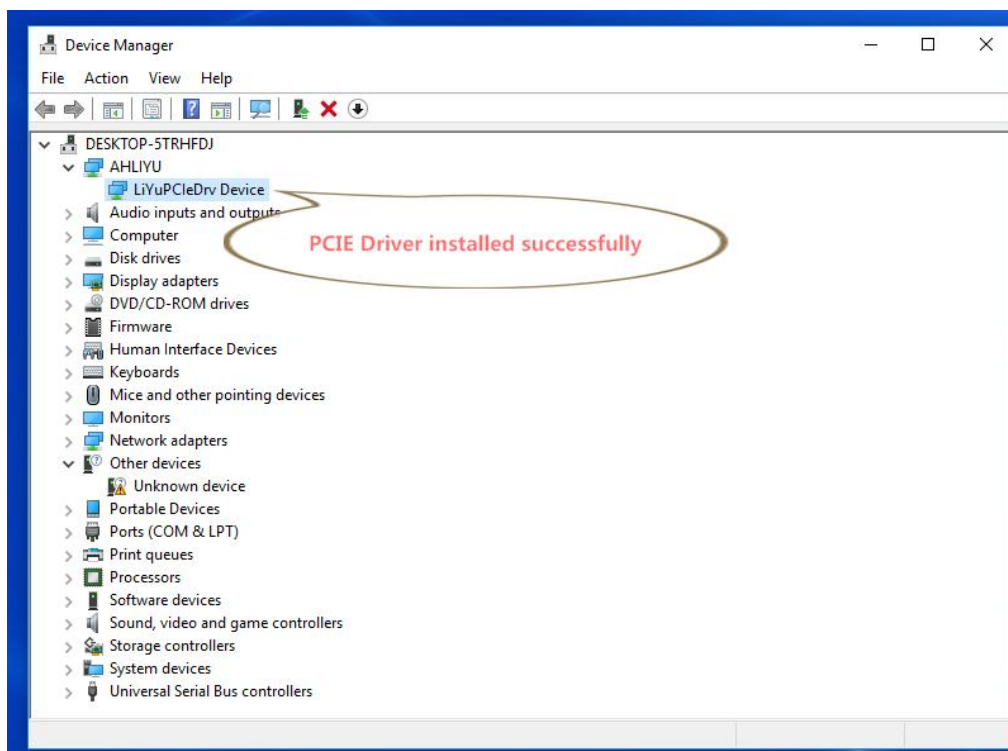 Device Manager
File Action View Help
DESKTOP-5TRHFDJ
AHLIYU
LiYuPCIeDrv Device
Audio inputs and outputs
Computer
PCIE Driver installed successfully
Disk drives
Display adapters
DVD/CD-ROM drives
Firmware
Human Interface Devices
Keyboards
Mice and other pointing devices
Monitors
Network adapters
Other devices
Unknown device
Portable Devices
Ports (COM & LPT)
Print queues
Processors
Software devices
Sound, video and game controllers
Storage controllers
System devices
Universal Serial Bus controllers